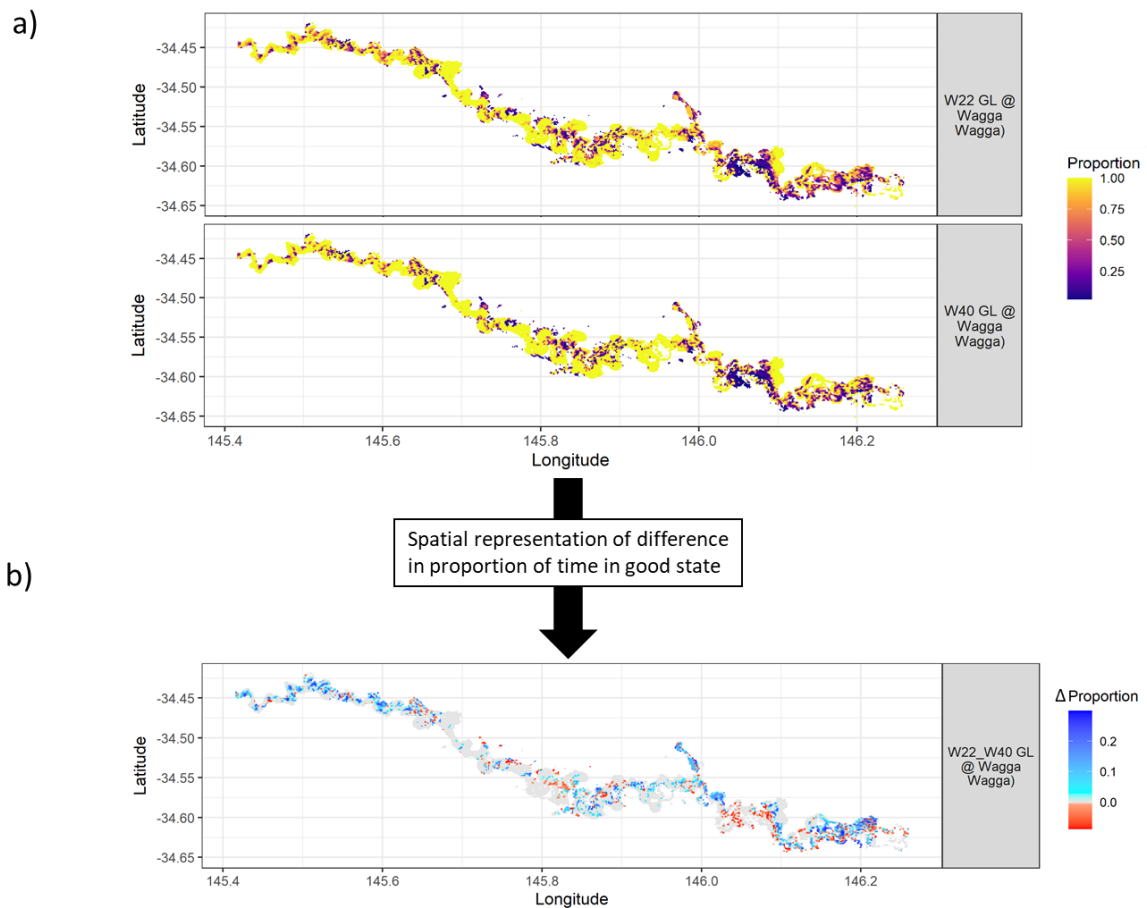 a)
Latitude
-34.45
-34.50
-34.55
-34.60
-34.65
W22 GL @
Wagga
Wagga)
Latitude
-34.45
-34.50
-34.55
-34.60
-34.65
W40 GL @
Wagga
Wagga)
145.4 145.6 145.8 146.0 146.2
Longitude
Proportion
1.00
0.75
0.50
0.25
Spatial representation of difference
in proportion of time in good state
b)
Latitude
-34.45
-34.50
-34.55
-34.60
-34.65
W22_W40 GL
@ Wagga
Wagga)
145.4 145.6 145.8 146.0 146.2
Longitude
Δ Proportion
0.2
0.1
0.0